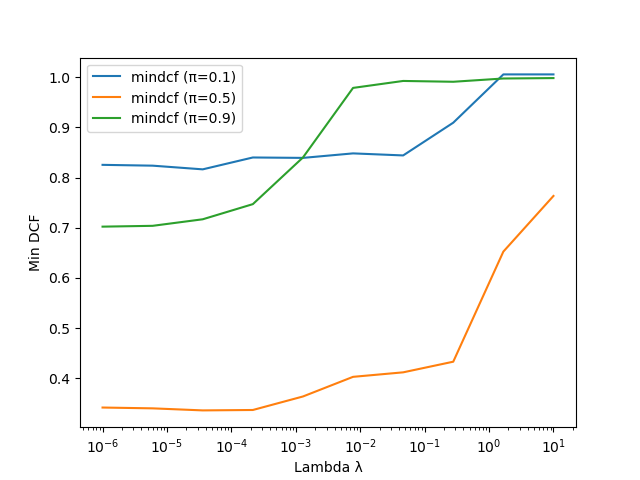 mindcf (π=0.1)
mindcf (π=0.5)
mindcf (π=0.9)
Min DCF
1.0
0.9
0.8
0.7
0.6
0.5
0.4
10⁻⁶ 10⁻⁵ 10⁻⁴ 10⁻³ 10⁻² 10⁻¹ 10⁰ 10¹
Lambda λ